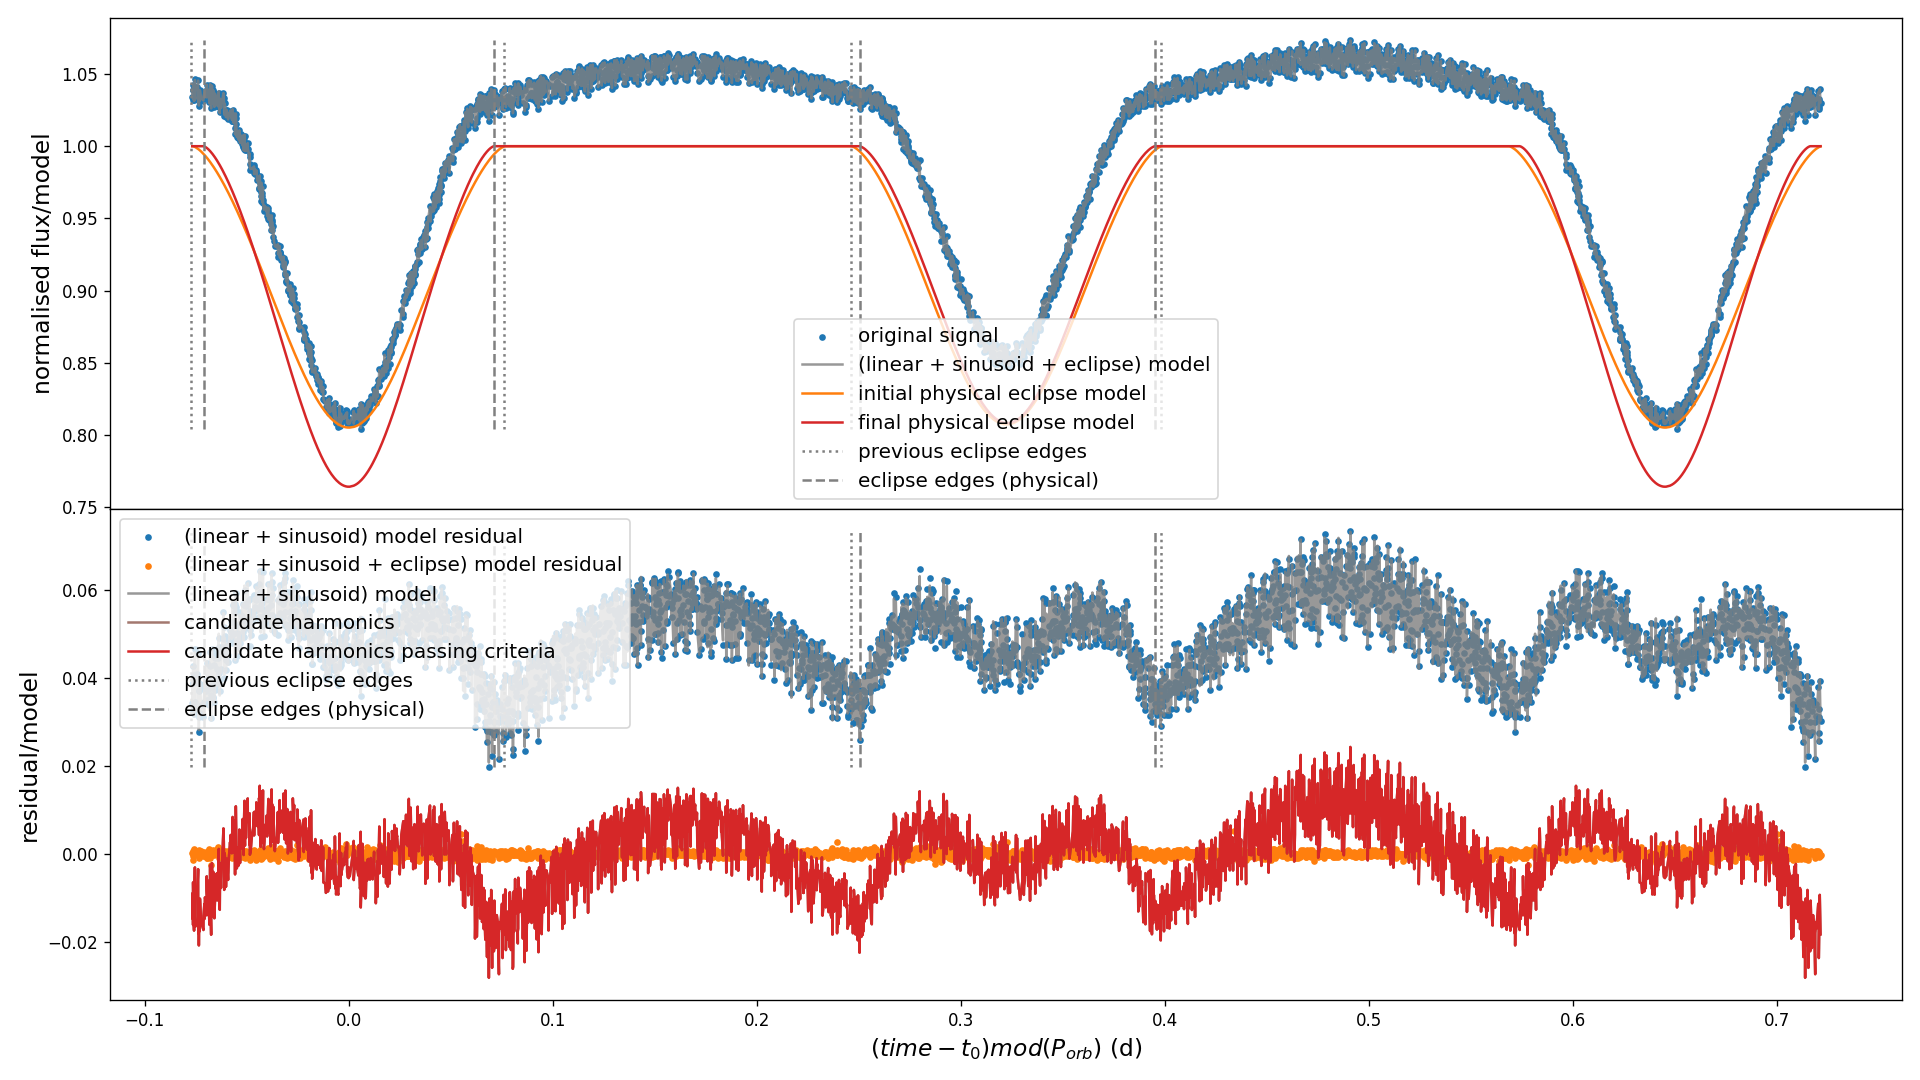 normalised flux/model
1.05
1.00
0.95
0.90
0.85
0.80
0.75
original signal
(linear + sinusoid + eclipse) model
initial physical eclipse model
final physical eclipse model
previous eclipse edges
eclipse edges (physical)
residual/model
0.06
0.04
0.02
0.00
−0.02
(linear + sinusoid) model residual
(linear + sinusoid + eclipse) model residual
(linear + sinusoid) model
candidate harmonics
candidate harmonics passing criteria
previous eclipse edges
eclipse edges (physical)
−0.1 0.0 0.1 0.2 0.3 0.4 0.5 0.6 0.7
(time − t₀)mod(Pₒᵣb) (d)